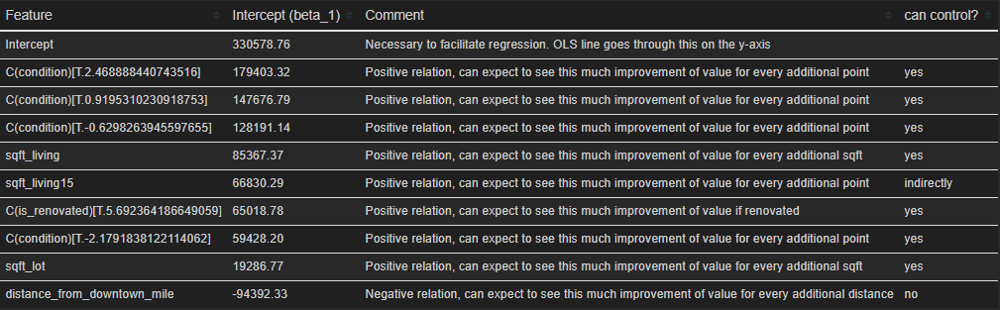 Feature Intercept (beta_1) Comment can control?
Intercept 330578.76 Necessary to facilitate regression. OLS line goes through this on the y-axis
C(condition)[T.2.468888440743516] 179403.32 Positive relation, can expect to see this much improvement of value for every additional point yes
C(condition)[T.0.9195310230918753] 147676.79 Positive relation, can expect to see this much improvement of value for every additional point yes
C(condition)[T.-0.6298263945597655] 128191.14 Positive relation, can expect to see this much improvement of value for every additional point yes
sqft_living 85367.37 Positive relation, can expect to see this much improvement of value for every additional sqft yes
sqft_living15 66830.29 Positive relation, can expect to see this much improvement of value for every additional point indirectly
C(is_renovated)[T.5.692364186649059] 65018.78 Positive relation, can expect to see this much improvement of value if renovated yes
C(condition)[T.-2.1791838122114062] 59428.20 Positive relation, can expect to see this much improvement of value for every additional point yes
sqft_lot 19286.77 Positive relation, can expect to see this much improvement of value for every additional sqft yes
distance_from_downtown_mile -94392.33 Negative relation, can expect to see this much improvement of value for every additional distance no